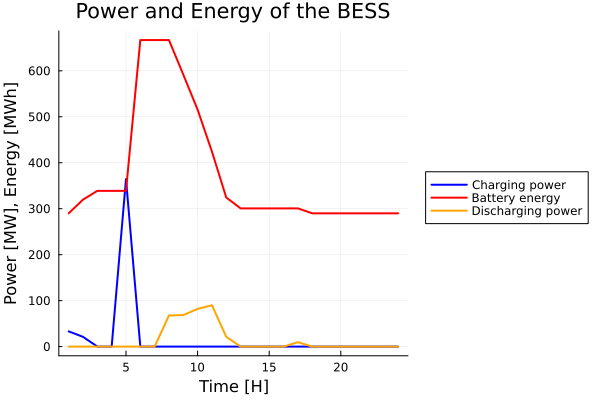 Power and Energy of the BESS
Power [MW], Energy [MWh]
600
500
400
300
200
100
0
5
10
15
20
Time [H]
Charging power
Battery energy
Discharging power